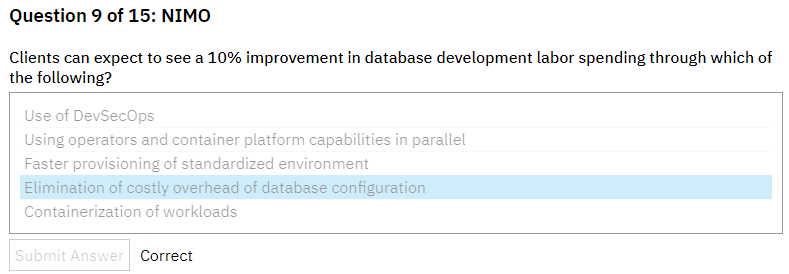 Question 9 of 15: NIMO
Clients can expect to see a 10% improvement in database development labor spending through which of
the following?
Use of DevSecOps
Using operators and container platform capabilities in parallel
Faster provisioning of standardized environment
Elimination of costly overhead of database configuration
Containerization of workloads
Submit Answer Correct